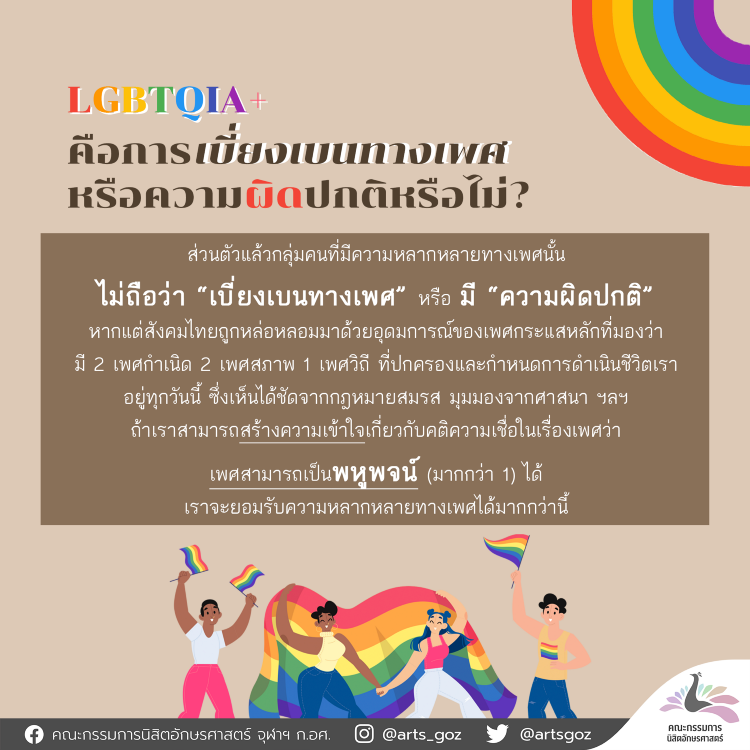 LGBTQIA+
คือการเบี่ยงเบนทางเพศ
หรือความผิดปกติหรือไม่?
ส่วนตัวแล้วกลุ่มคนที่มีความหลากหลายทางเพศนั้น
ไม่ถือว่า “เบี่ยงเบนทางเพศ” หรือ มี “ความผิดปกติ”
หากแต่สังคมไทยถูกหล่อหลอมมาด้วยอุดมการณ์ของเพศกระแสหลักที่มองว่า
มี 2 เพศกำเนิด 2 เพศสภาพ 1 เพศวิถี ที่ปกครองและกำหนดการดำเนินชีวิตเรา
อยู่ทุกวันนี้ ซึ่งเห็นได้ชัดจากกฎหมายสมรส มุมมองจากศาสนา ฯลฯ
ถ้าเราสามารถสร้างความเข้าใจเกี่ยวกับคติความเชื่อในเรื่องเพศว่า
เพศสามารถเป็นพหูพจน์ (มากกว่า 1) ได้
เราจะยอมรับความหลากหลายทางเพศได้มากกว่านี้
คณะกรรมการนิสิตอักษรศาสตร์ จุฬาฯ ก.อศ. @arts_goz @artsgoz
คณะกรรมการ
นิสิตอักษรศาสตร์